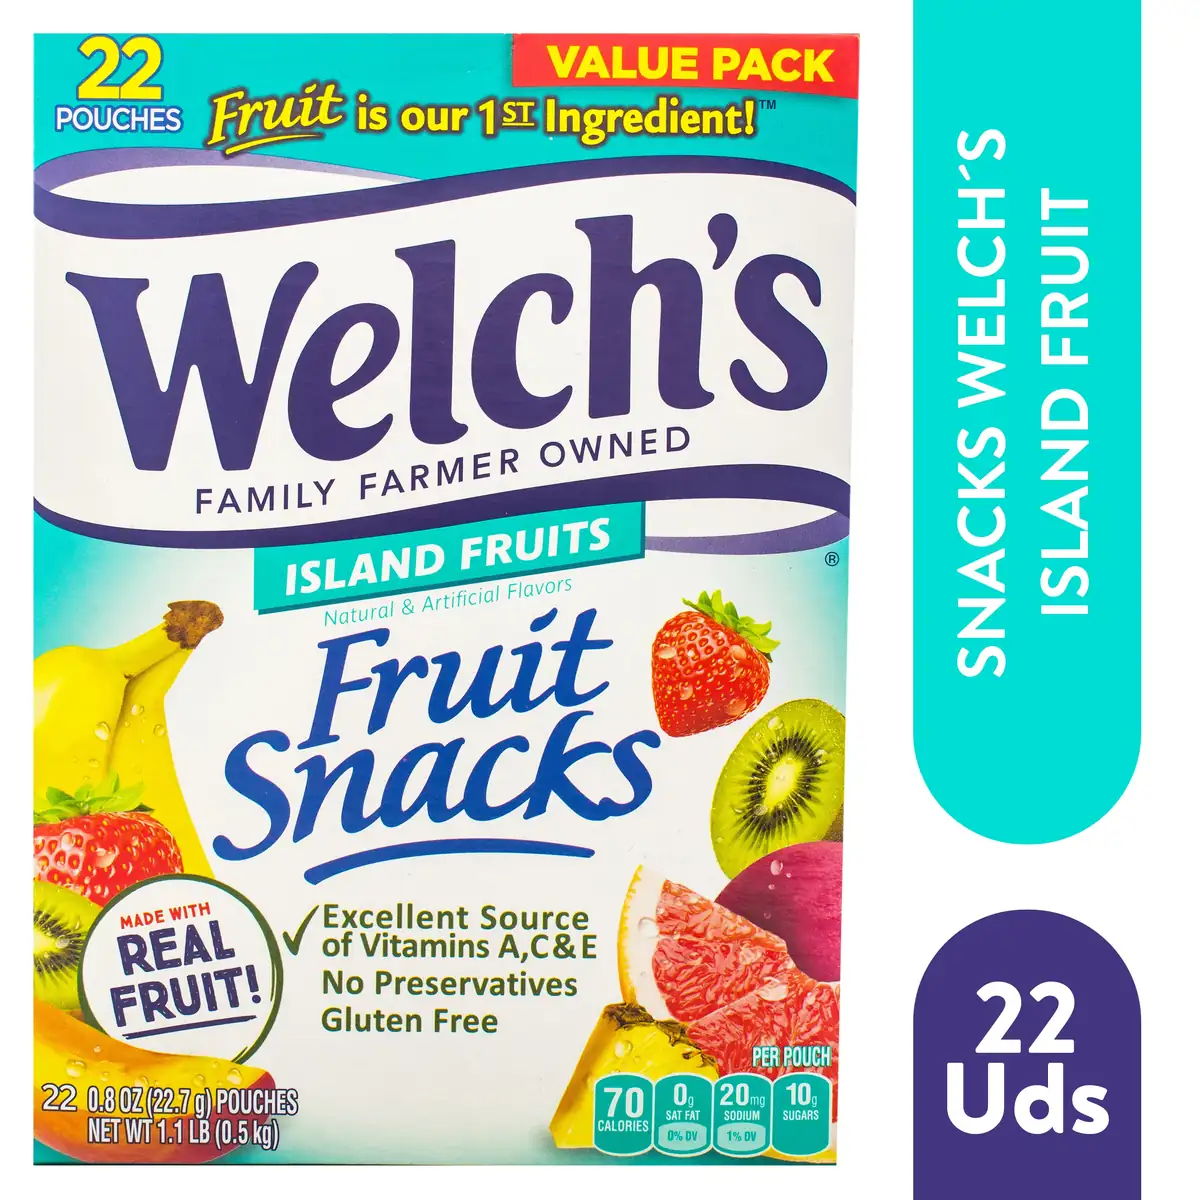 22
POUCHES
VALUE PACK
Fruit is our 1ST Ingredient!™
Welch's
FAMILY FARMER OWNED
®
ISLAND FRUITS
Natural & Artificial Flavors
Fruit
Snacks
MADE WITH
REAL
FRUIT!
✓Excellent Source
of Vitamins A,C&E
No Preservatives
Gluten Free
22 0.8 OZ (22.7 g) POUCHES
NET WT 1.1 LB (0.5 kg)
PER POUCH
70
CALORIES
0g
SAT FAT
0% DV
20mg
SODIUM
1% DV
10g
SUGARS
SNACKS WELCH´S
ISLAND FRUIT
22
Uds